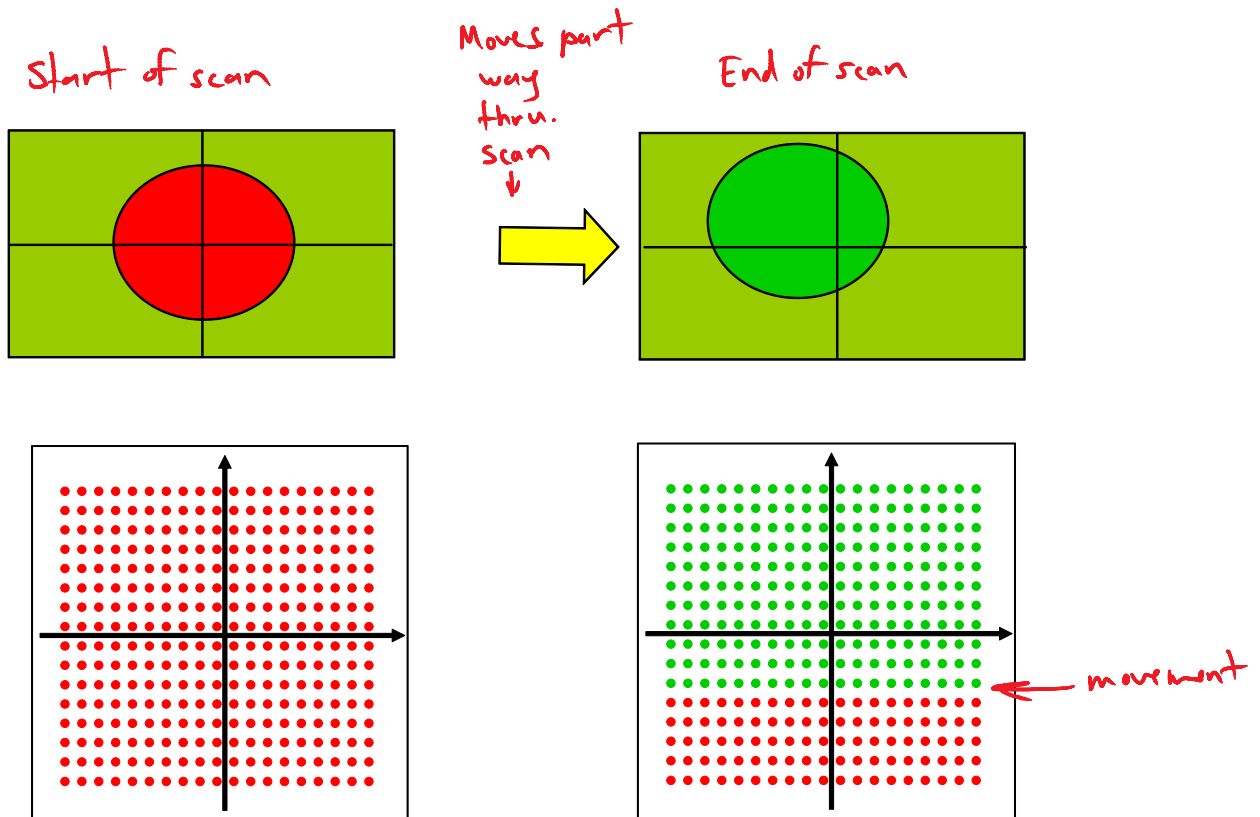 Start of scan
Moves part
way
thru.
scan
End of scan
movement